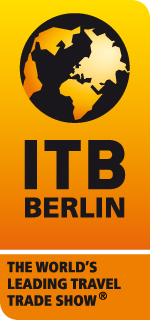 ITB
BERLIN
THE WORLD'S
LEADING TRAVEL
TRADE SHOW®